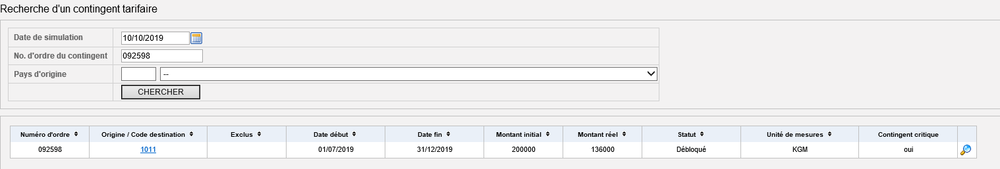 Recherche d'un contingent tarifaire
Date de simulation 10/10/2019
No. d'ordre du contingent 092598
Pays d'origine --
CHERCHER
Numéro d'ordre Origine / Code destination Exclus Date début Date fin Montant initial Montant réel Statut Unité de mesures Contingent critique
092598 1011 01/07/2019 31/12/2019 200000 136000 Débloqué KGM oui